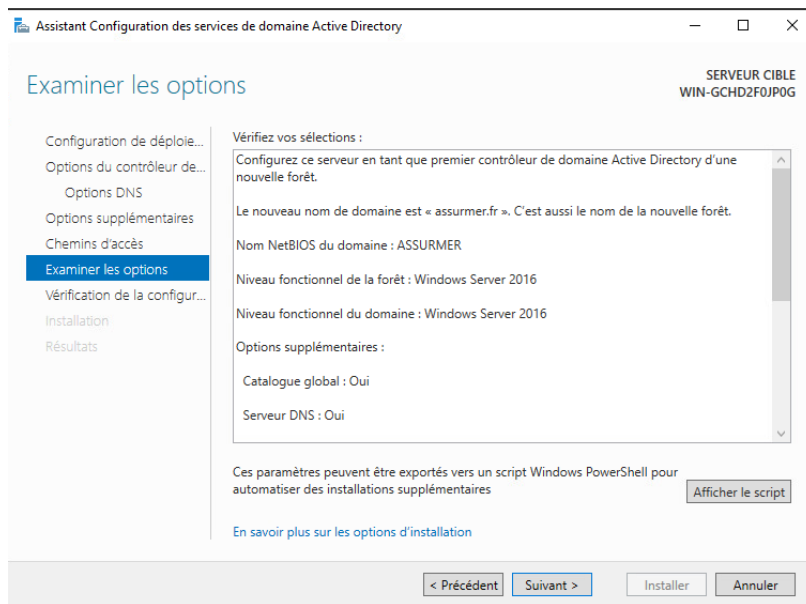 Assistant Configuration des services de domaine Active Directory
Examiner les options
SERVEUR CIBLE
WIN-GCHD2F0JP0G
Configuration de déploie...
Options du contrôleur de...
Options DNS
Options supplémentaires
Chemins d'accès
Examiner les options
Vérification de la configur...
Installation
Résultats
Vérifiez vos sélections :
Configurez ce serveur en tant que premier contrôleur de domaine Active Directory d'une
nouvelle forêt.
Le nouveau nom de domaine est « assurmer.fr ». C'est aussi le nom de la nouvelle forêt.
Nom NetBIOS du domaine : ASSURMER
Niveau fonctionnel de la forêt : Windows Server 2016
Niveau fonctionnel du domaine : Windows Server 2016
Options supplémentaires :
Catalogue global : Oui
Serveur DNS : Oui
Ces paramètres peuvent être exportés vers un script Windows PowerShell pour
automatiser des installations supplémentaires
Afficher le script
En savoir plus sur les options d'installation
< Précédent
Suivant >
Installer
Annuler